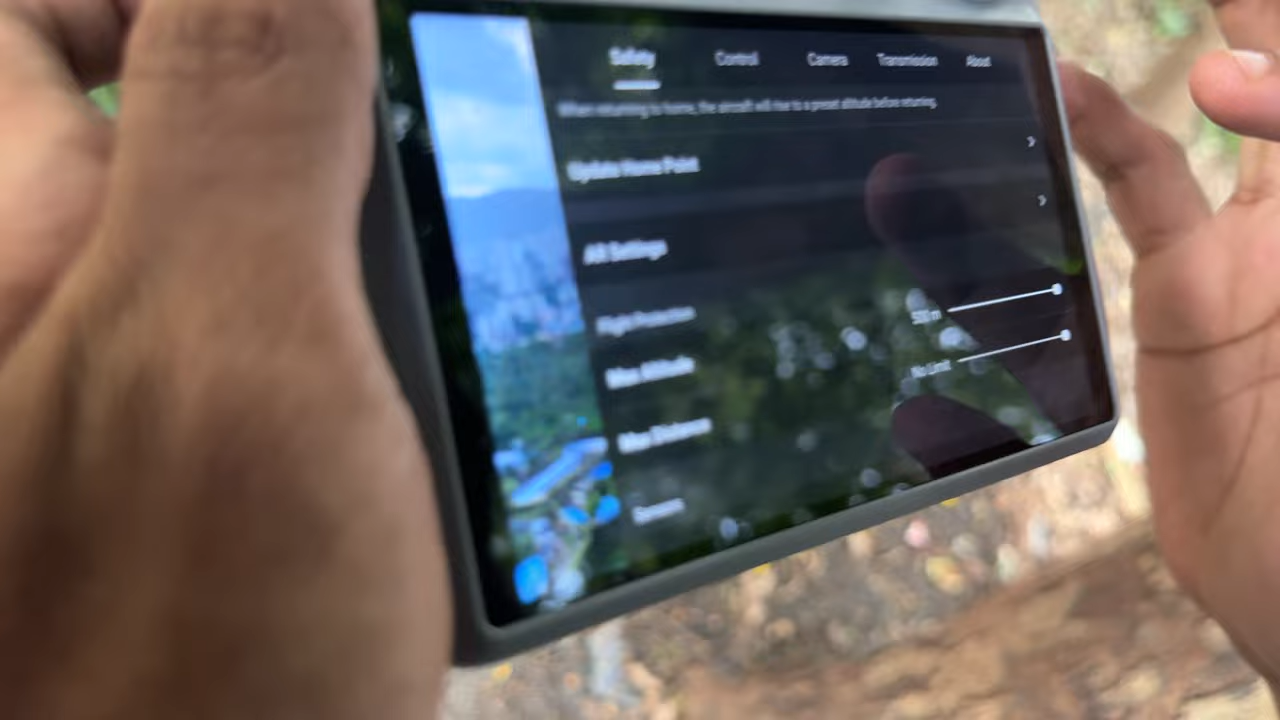 Safety Control Camera Transmission About
When returning to home, the aircraft will rise to a preset altitude before returning.
Update Home Point
AR Settings
Flight Protection
Max Altitude 500 m
Max Distance No Limit
Sensors